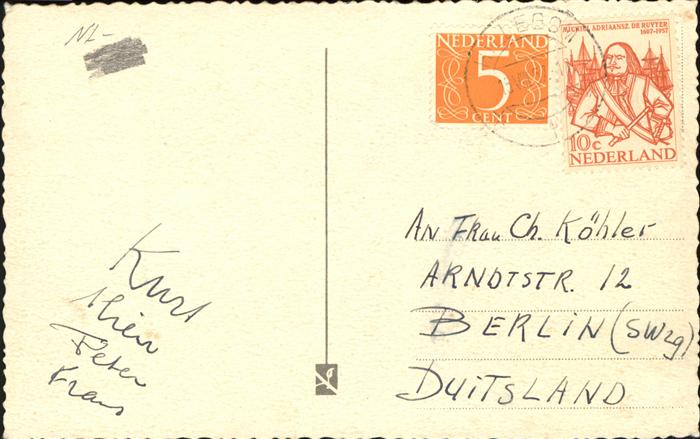 NL-
NEDERLAND
5
CENT
MICHIEL ADRIAANSZ. DE RUYTER
1607-1957
10c
NEDERLAND
An Frau Ch. Köhler
ARNDTSTR. 12
BERLIN (SW29)
DUITSLAND
Kurt
Peter
Frans